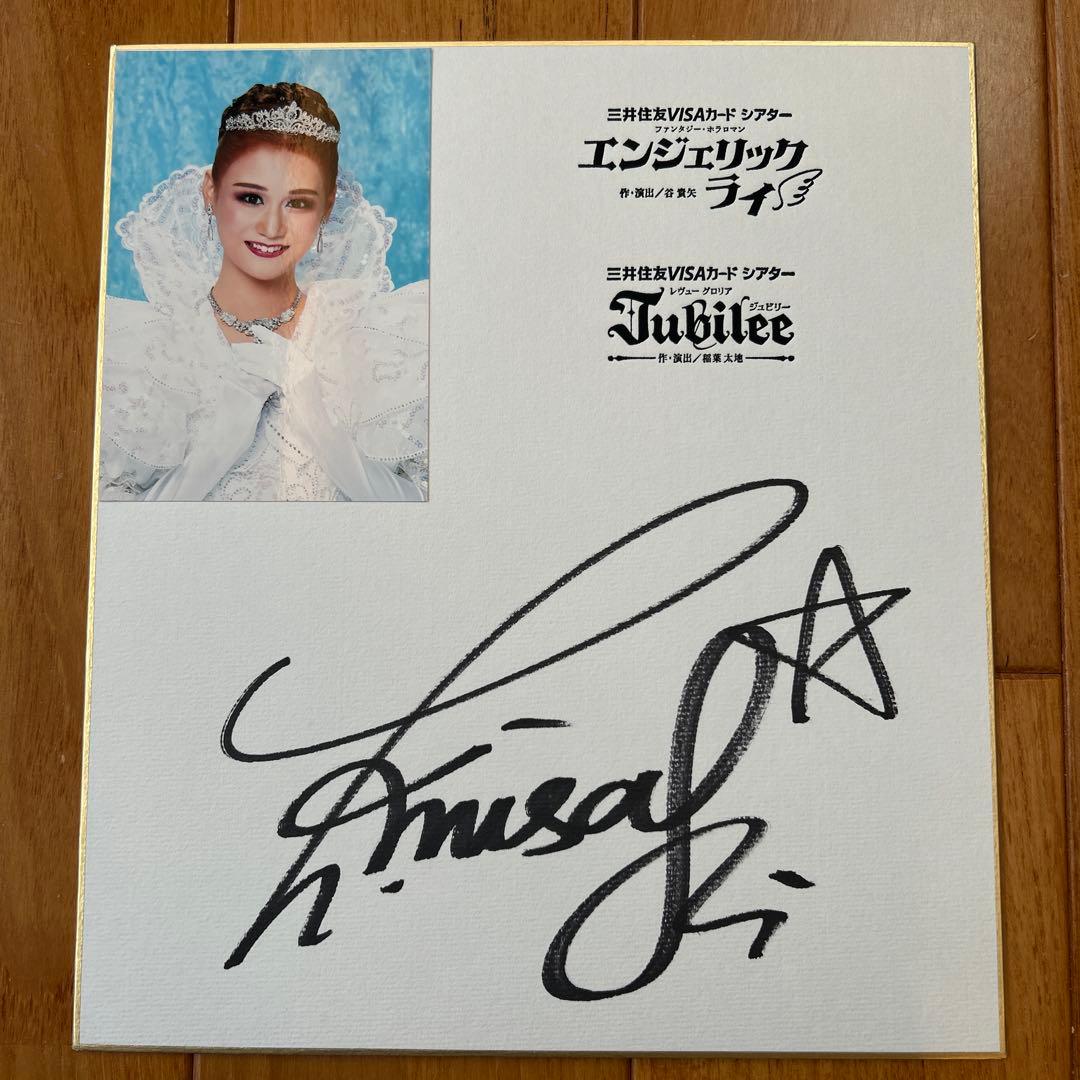 三井住友VISAカード シアター
ファンタジー・ホラロマン
エンジェリック
ライ
作・演出／谷 貴矢
三井住友VISAカード シアター
レヴュー グロリア
Jubilee
ジュビリー
作・演出／稲葉 太地